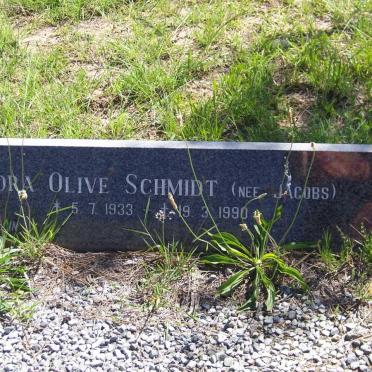 ORA OLIVE SCHMIDT (NEE JACOBS)
5.7.1933 19.3.1990